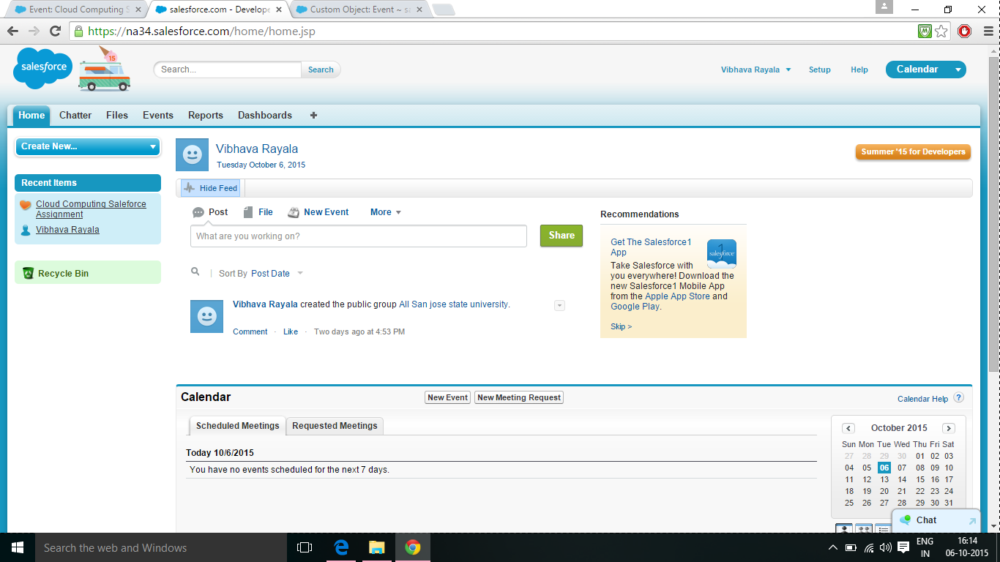 Event: Cloud Computing S
salesforce.com - Develope
Custom Object: Event ~ sa
https://na34.salesforce.com/home/home.jsp
salesforce
15
Search...
Search
Vibhava Rayala
Setup
Help
Calendar
Home
Chatter
Files
Events
Reports
Dashboards
Create New...
Vibhava Rayala
Tuesday October 6, 2015
Summer '15 for Developers
Recent Items
Cloud Computing Saleforce
Assignment
Vibhava Rayala
Recycle Bin
Hide Feed
Post
File
New Event
More
What are you working on?
Share
Sort By Post Date
Vibhava Rayala created the public group All San jose state university.
Comment · Like · Two days ago at 4:53 PM
Recommendations
Get The Salesforce1
App
Take Salesforce with
you everywhere! Download the
new Salesforce1 Mobile App
from the Apple App Store and
Google Play.
1
salesforce
Skip >
Calendar
New Event
New Meeting Request
Calendar Help ?
Scheduled Meetings
Requested Meetings
Today 10/6/2015
You have no events scheduled for the next 7 days.
October 2015
Sun Mon Tue Wed Thu Fri Sat
27 28 29 30 01 02 03
04 05 06 07 08 09 10
11 12 13 14 15 16 17
18 19 20 21 22 23 24
25 26 27 28 29 30 31
Chat
Search the web and Windows
ENG
IN
16:14
06-10-2015